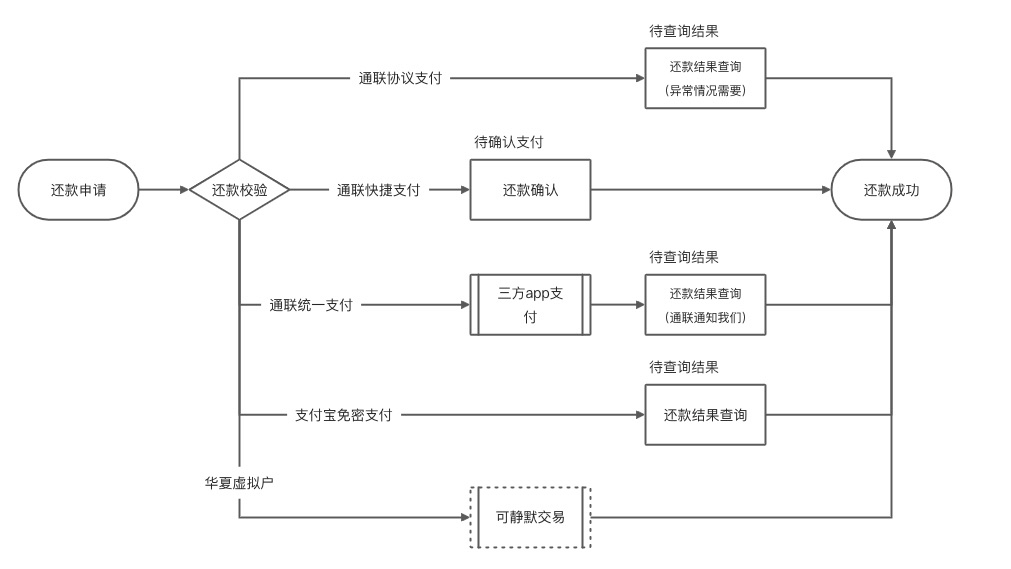 待查询结果
还款结果查询
(异常情况需要)
通联协议支付
待确认支付
还款申请
还款校验
通联快捷支付
还款确认
还款成功
待查询结果
通联统一支付
三方app支
付
还款结果查询
(通联通知我们)
待查询结果
支付宝免密支付
还款结果查询
华夏虚拟户
可静默交易